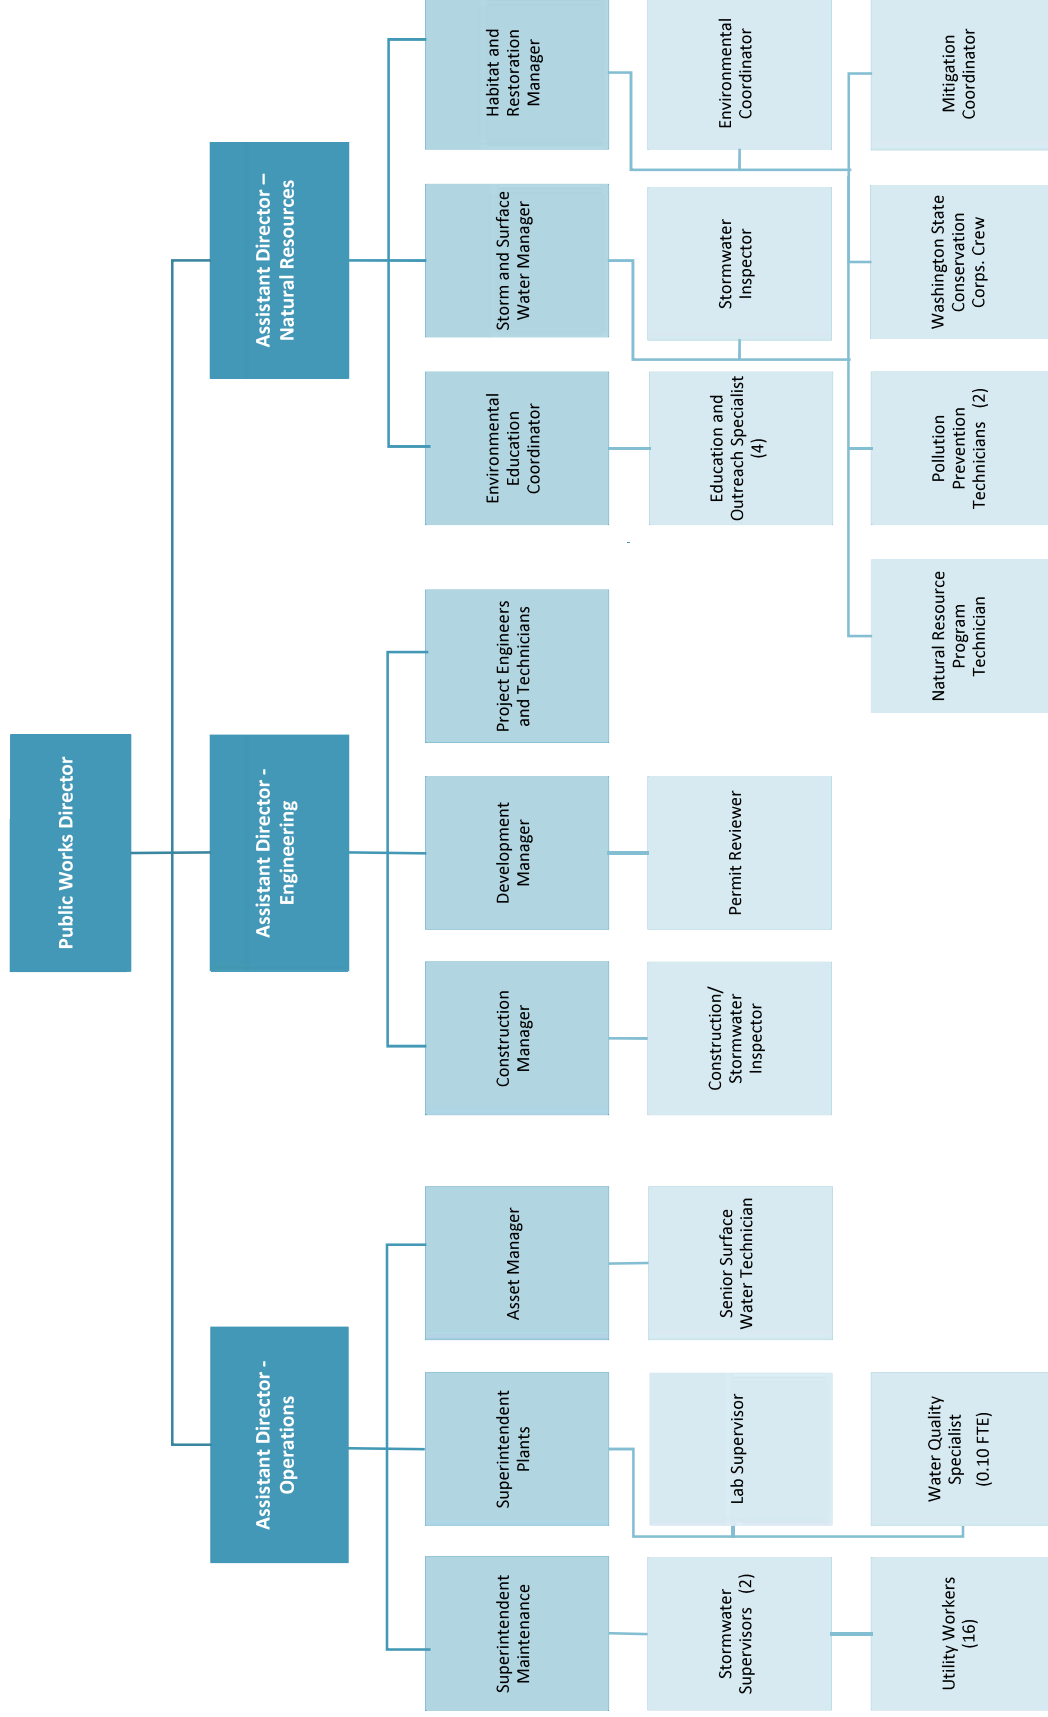 Public Works Director
Assistant Director -
Operations
Assistant Director -
Engineering
Assistant Director –
Natural Resources
Superintendent
Maintenance
Superintendent
Plants
Asset Manager
Construction
Manager
Development
Manager
Project Engineers
and Technicians
Environmental
Education
Coordinator
Storm and Surface
Water Manager
Habitat and
Restoration
Manager
Stormwater
Supervisors (2)
Lab Supervisor
Senior Surface
Water Technician
Construction/
Stormwater
Inspector
Permit Reviewer
Education and
Outreach Specialist
(4)
Stormwater
Inspector
Environmental
Coordinator
Utility Workers
(16)
Water Quality
Specialist
(0.10 FTE)
Natural Resource
Program
Technician
Pollution
Prevention
Technicians (2)
Washington State
Conservation
Corps. Crew
Mitigation
Coordinator